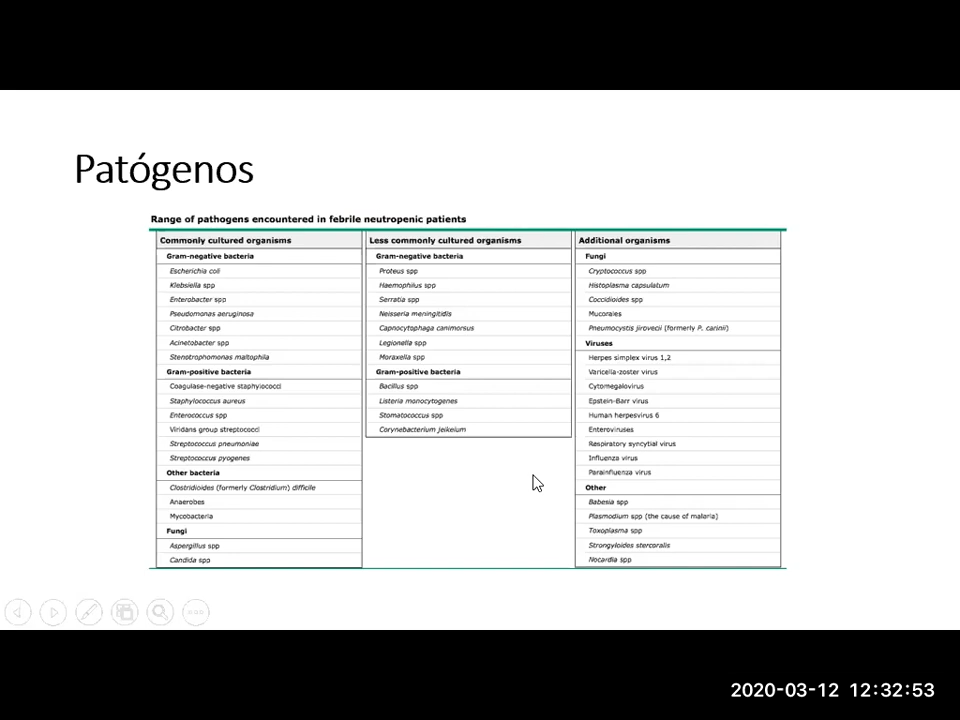 Patógenos
Range of pathogens encountered in febrile neutropenic patients
Commonly cultured organisms
Gram-negative bacteria
Escherichia coli
Klebsiella spp
Enterobacter spp
Pseudomonas aeruginosa
Citrobacter spp
Acinetobacter spp
Stenotrophomonas maltophilia
Gram-positive bacteria
Coagulase-negative staphylococci
Staphylococcus aureus
Enterococcus spp
Viridans group streptococci
Streptococcus pneumoniae
Streptococcus pyogenes
Other bacteria
Clostridioides (formerly Clostridium) difficile
Anaerobes
Mycobacteria
Fungi
Aspergillus spp
Candida spp
Less commonly cultured organisms
Gram-negative bacteria
Proteus spp
Haemophilus spp
Serratia spp
Neisseria meningitidis
Capnocytophaga canimorsus
Legionella spp
Moraxella spp
Gram-positive bacteria
Bacillus spp
Listeria monocytogenes
Stomatococcus spp
Corynebacterium jeikeium
Additional organisms
Fungi
Cryptococcus spp
Histoplasma capsulatum
Coccidioides spp
Mucorales
Pneumocystis jirovecii (formerly P. carinii)
Viruses
Herpes simplex virus 1,2
Varicella-zoster virus
Cytomegalovirus
Epstein-Barr virus
Human herpesvirus 6
Enteroviruses
Respiratory syncytial virus
Influenza virus
Parainfluenza virus
Other
Babesia spp
Plasmodium spp (the cause of malaria)
Toxoplasma spp
Strongyloides stercoralis
Nocardia spp
2020-03-12 12:32:53